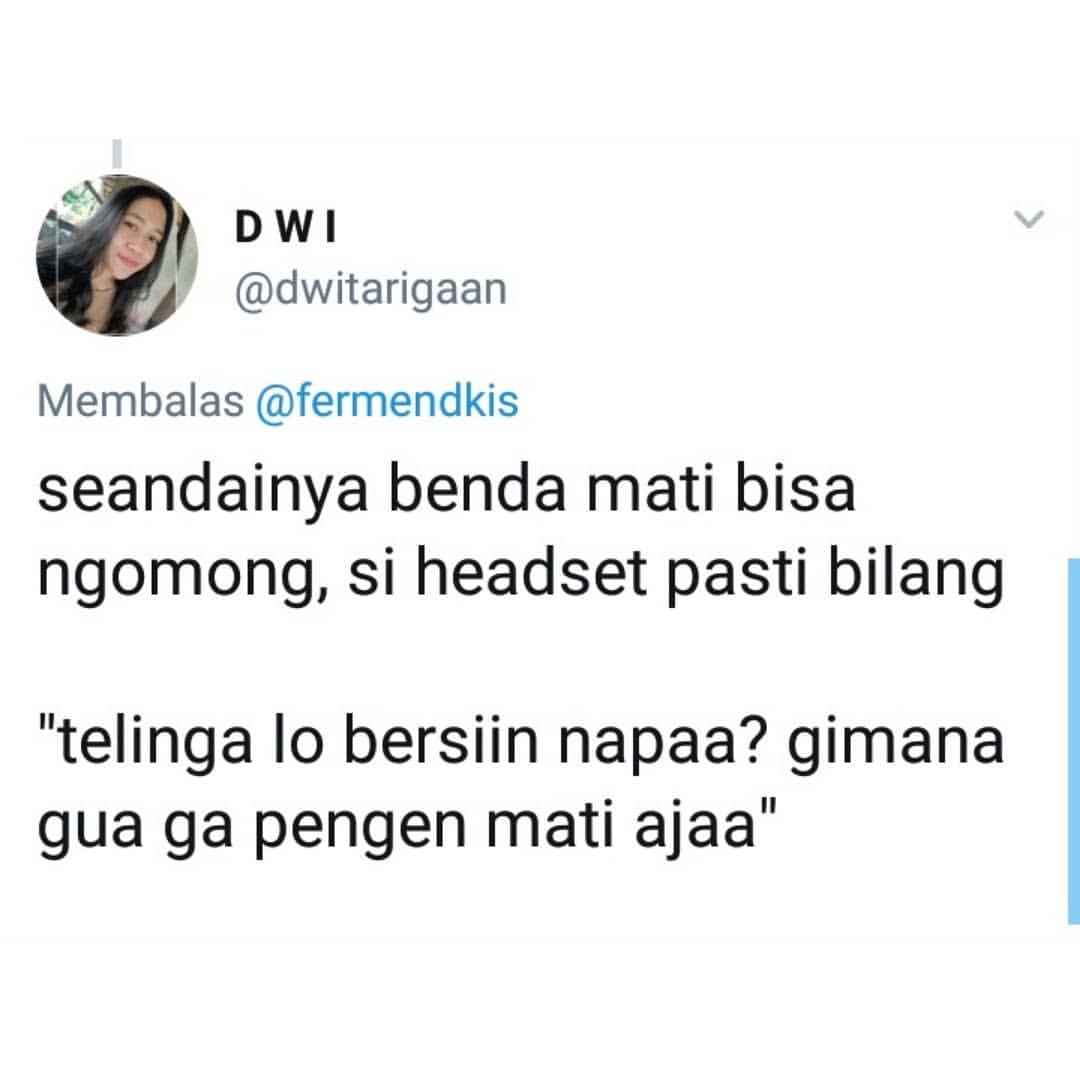 D W I
@dwitarigaan
Membalas @fermendkis
seandainya benda mati bisa
ngomong, si headset pasti bilang
"telinga lo bersiin napaa? gimana
gua ga pengen mati ajaa"